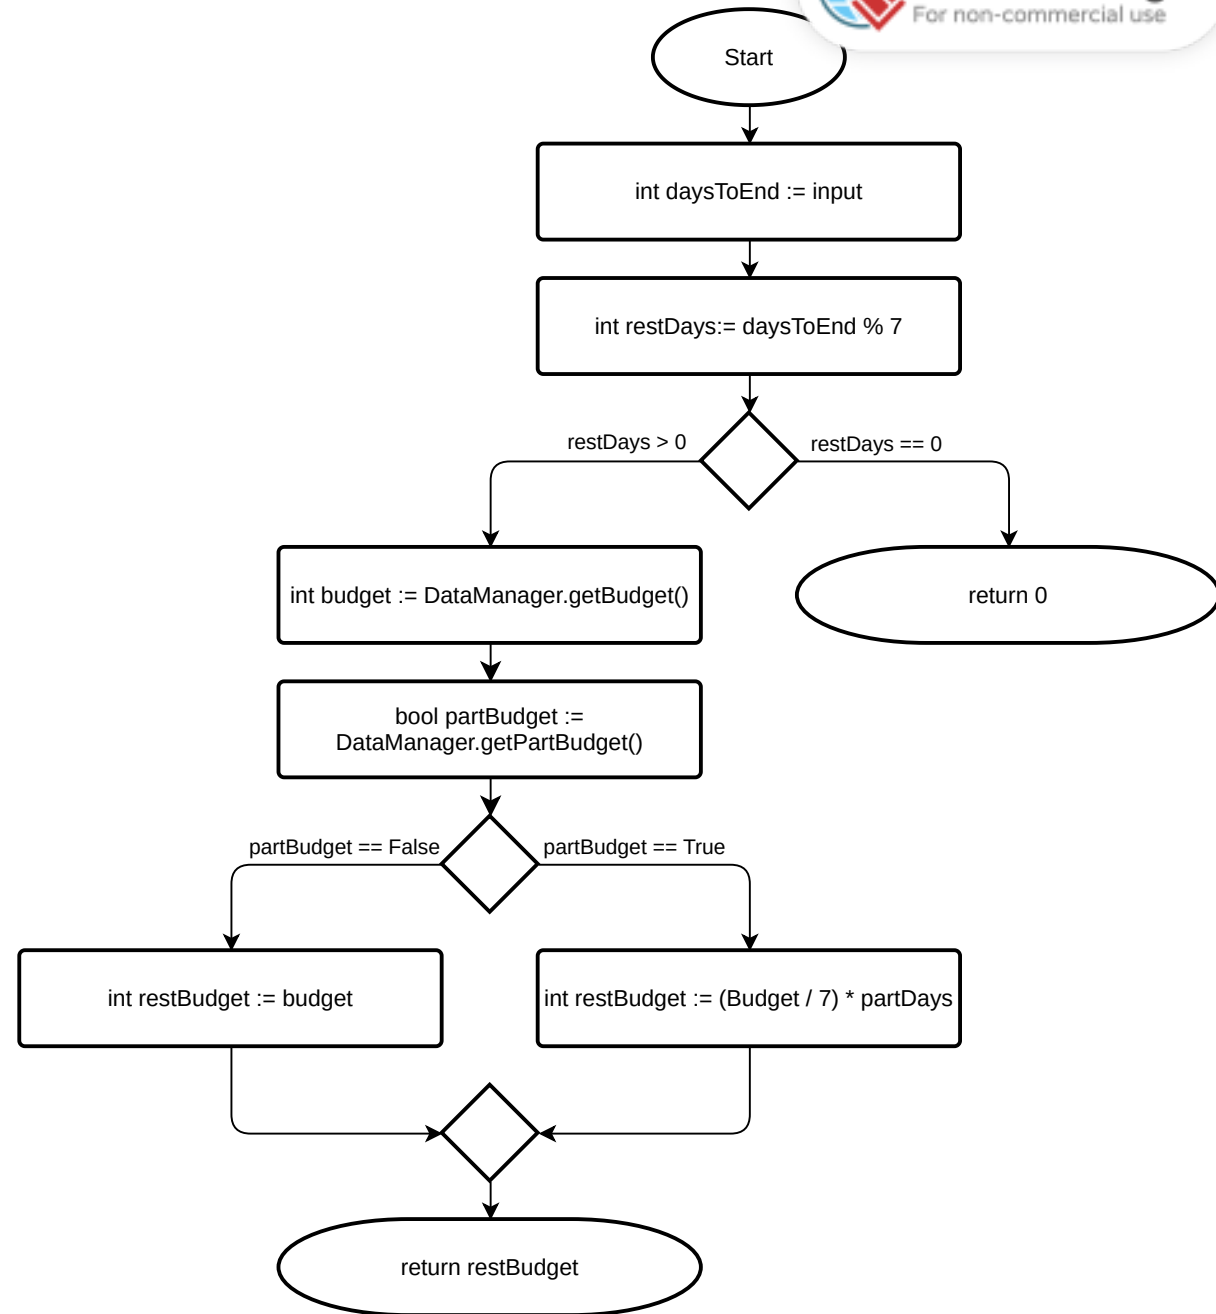 For non-commercial use
Start
int daysToEnd := input
int restDays:= daysToEnd % 7
restDays > 0
restDays == 0
int budget := DataManager.getBudget()
return 0
bool partBudget :=
DataManager.getPartBudget()
partBudget == False
partBudget == True
int restBudget := budget
int restBudget := (Budget / 7) * partDays
return restBudget